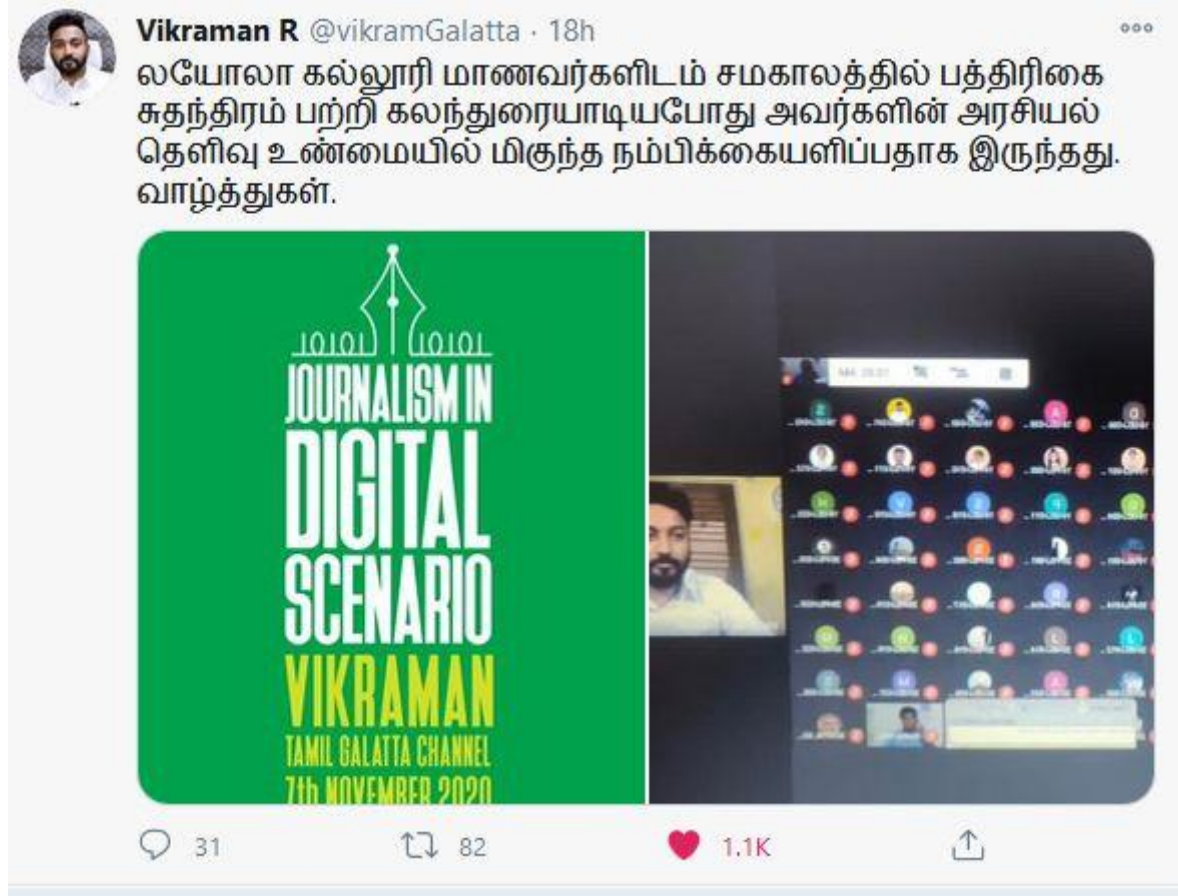 Vikraman R @vikramGalatta · 18h
லயோலா கல்லூரி மாணவர்களிடம் சமகாலத்தில் பத்திரிகை
சுதந்திரம் பற்றி கலந்துரையாடியபோது அவர்களின் அரசியல்
தெளிவு உண்மையில் மிகுந்த நம்பிக்கையளிப்பதாக இருந்தது.
வாழ்த்துகள்.
10101 10101
JOURNALISM IN
DIGITAL
SCENARIO
VIKRAMAN
TAMIL GALATTA CHANNEL
7th NOVEMBER 2020
31 82 1.1K